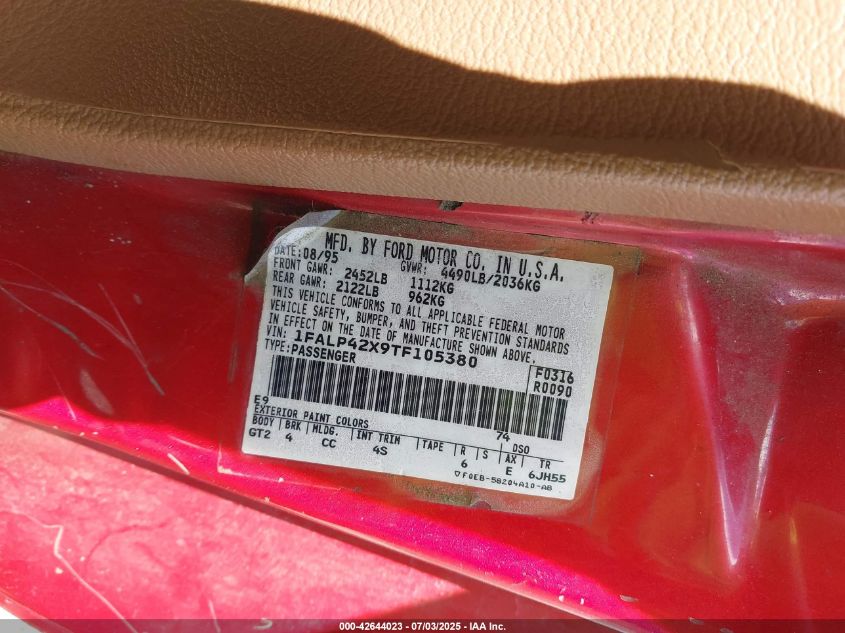 MFD. BY FORD MOTOR CO. IN U.S.A.
DATE: 08/95 GVWR: 4490LB/2036KG
FRONT GAWR: 2452LB 1112KG
REAR GAWR: 2122LB 962KG
THIS VEHICLE CONFORMS TO ALL APPLICABLE FEDERAL MOTOR
VEHICLE SAFETY, BUMPER, AND THEFT PREVENTION STANDARDS
IN EFFECT ON THE DATE OF MANUFACTURE SHOWN ABOVE.
VIN: 1FALP42X9TF105380
TYPE: PASSENGER
F0316
R0090
E9 74
EXTERIOR PAINT COLORS DSO
BODY BRK MLDG. INT TRIM TAPE R S AX TR
GT2 4 CC 4S 6 E 6JH55
▽F0EB-58204A10-AB
000-42644023 - 07/03/2025 - IAA Inc.